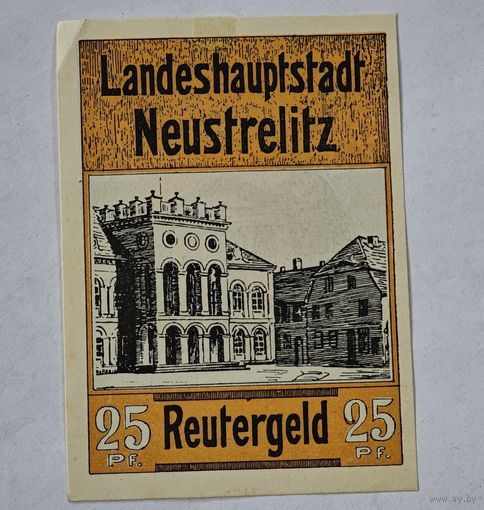 Landeshauptstadt
Neustrelitz
25 Reutergeld 25
Pf. Pf.
www.ay.by